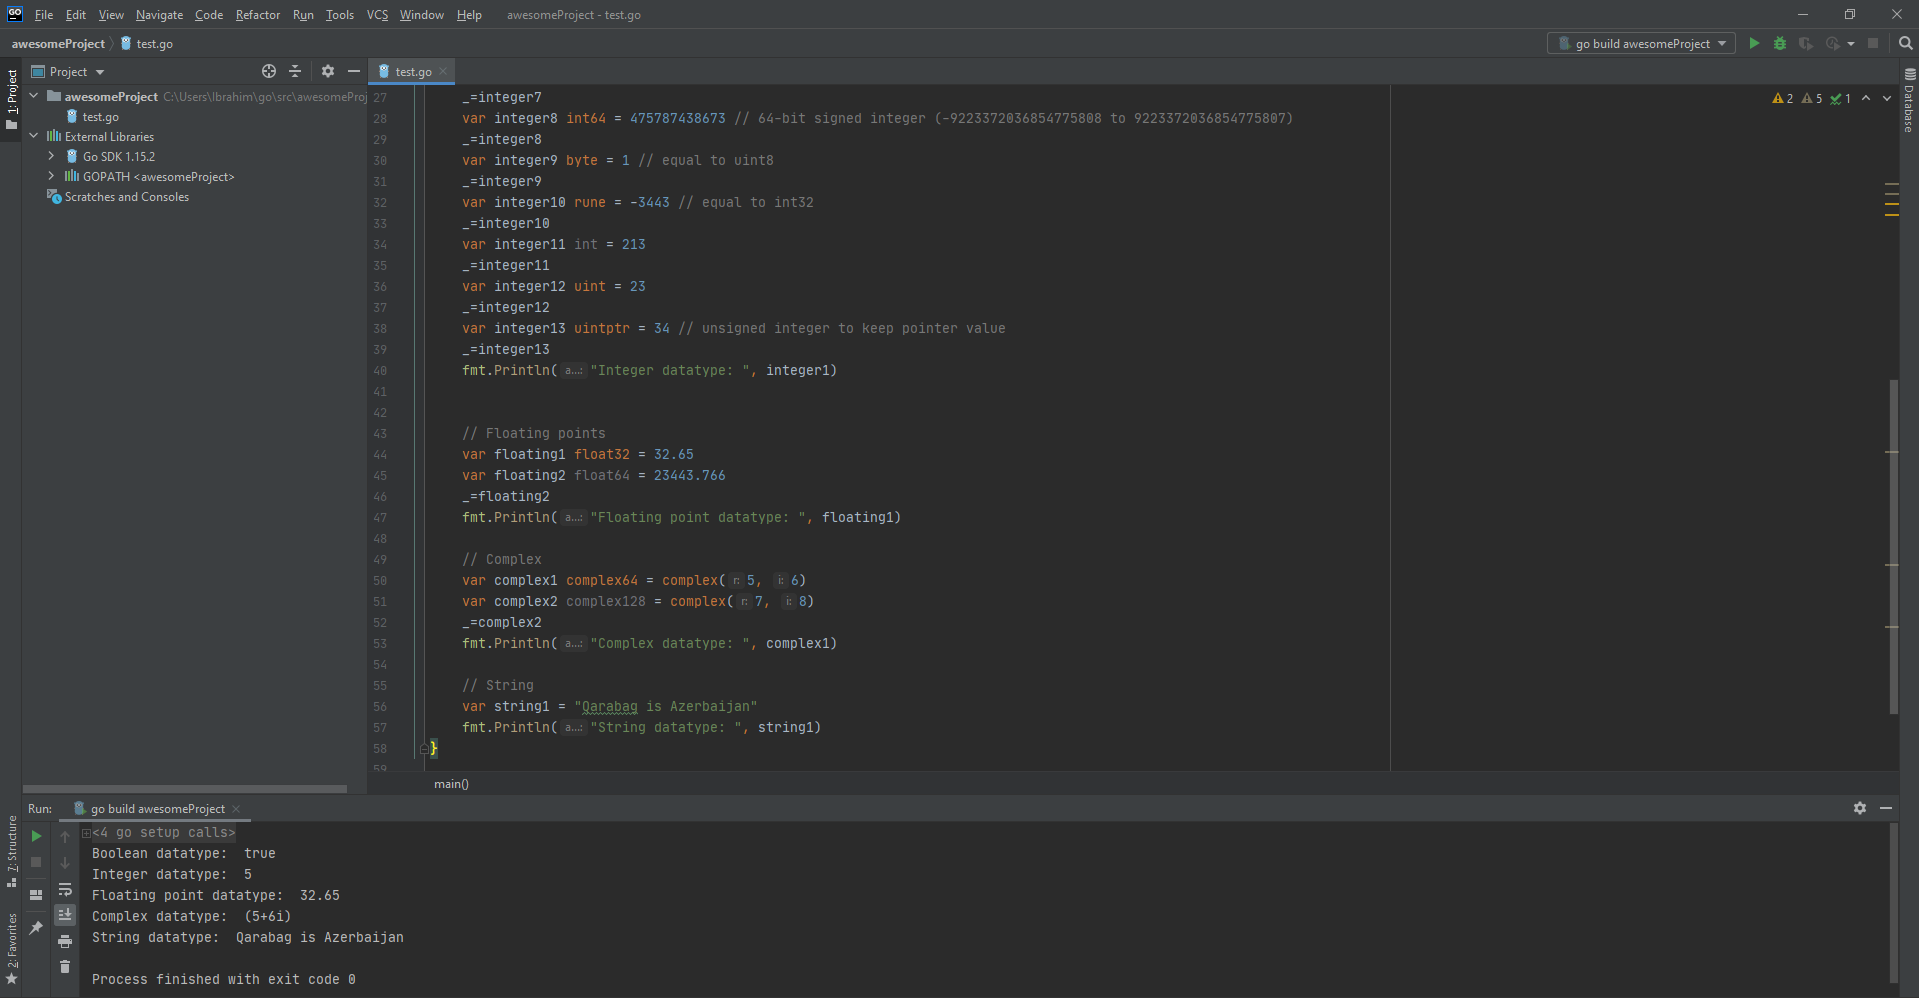 GO File Edit View Navigate Code Refactor Run Tools VCS Window Help awesomeProject - test.go
awesomeProject test.go go build awesomeProject
1: Project
Project
test.go
awesomeProject C:\Users\Ibrahim\go\src\awesomeProj
test.go
External Libraries
Go SDK 1.15.2
GOPATH <awesomeProject>
Scratches and Consoles
2 5 1
Database
27 _=integer7
28 var integer8 int64 = 475787438673 // 64-bit signed integer (-9223372036854775808 to 9223372036854775807)
29 _=integer8
30 var integer9 byte = 1 // equal to uint8
31 _=integer9
32 var integer10 rune = -3443 // equal to int32
33 _=integer10
34 var integer11 int = 213
35 _=integer11
36 var integer12 uint = 23
37 _=integer12
38 var integer13 uintptr = 34 // unsigned integer to keep pointer value
39 _=integer13
40 fmt.Println( a...: "Integer datatype: ", integer1)
41
42
43 // Floating points
44 var floating1 float32 = 32.65
45 var floating2 float64 = 23443.766
46 _=floating2
47 fmt.Println( a...: "Floating point datatype: ", floating1)
48
49 // Complex
50 var complex1 complex64 = complex( r: 5, i: 6)
51 var complex2 complex128 = complex( r: 7, i: 8)
52 _=complex2
53 fmt.Println( a...: "Complex datatype: ", complex1)
54
55 // String
56 var string1 = "Qarabag is Azerbaijan"
57 fmt.Println( a...: "String datatype: ", string1)
58 }
59
main()
Run: go build awesomeProject
7: Structure
2: Favorites
<4 go setup calls>
Boolean datatype:  true
Integer datatype:  5
Floating point datatype:  32.65
Complex datatype:  (5+6i)
String datatype:  Qarabag is Azerbaijan
Process finished with exit code 0